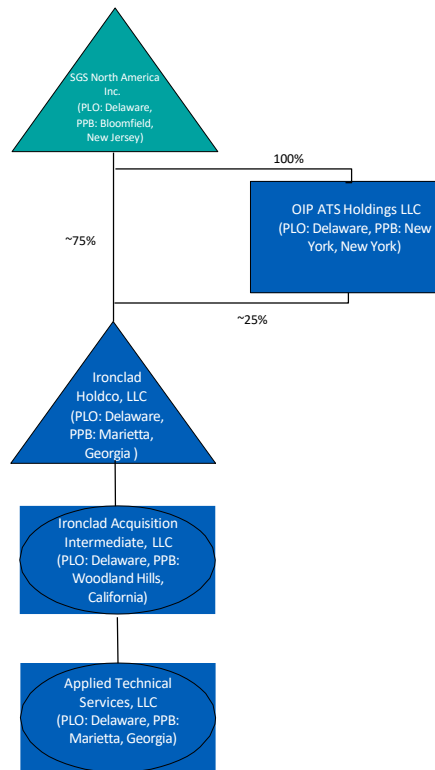 SGS North America
Inc.
(PLO: Delaware,
PPB: Bloomfield,
New Jersey)
100%
OIP ATS Holdings LLC
(PLO: Delaware, PPB: New
York, New York)
~75%
~25%
Ironclad
Holdco, LLC
(PLO: Delaware,
PPB: Marietta,
Georgia )
Ironclad Acquisition
Intermediate, LLC
(PLO: Delaware, PPB:
Woodland Hills,
California)
Applied Technical
Services, LLC
(PLO: Delaware, PPB:
Marietta, Georgia)